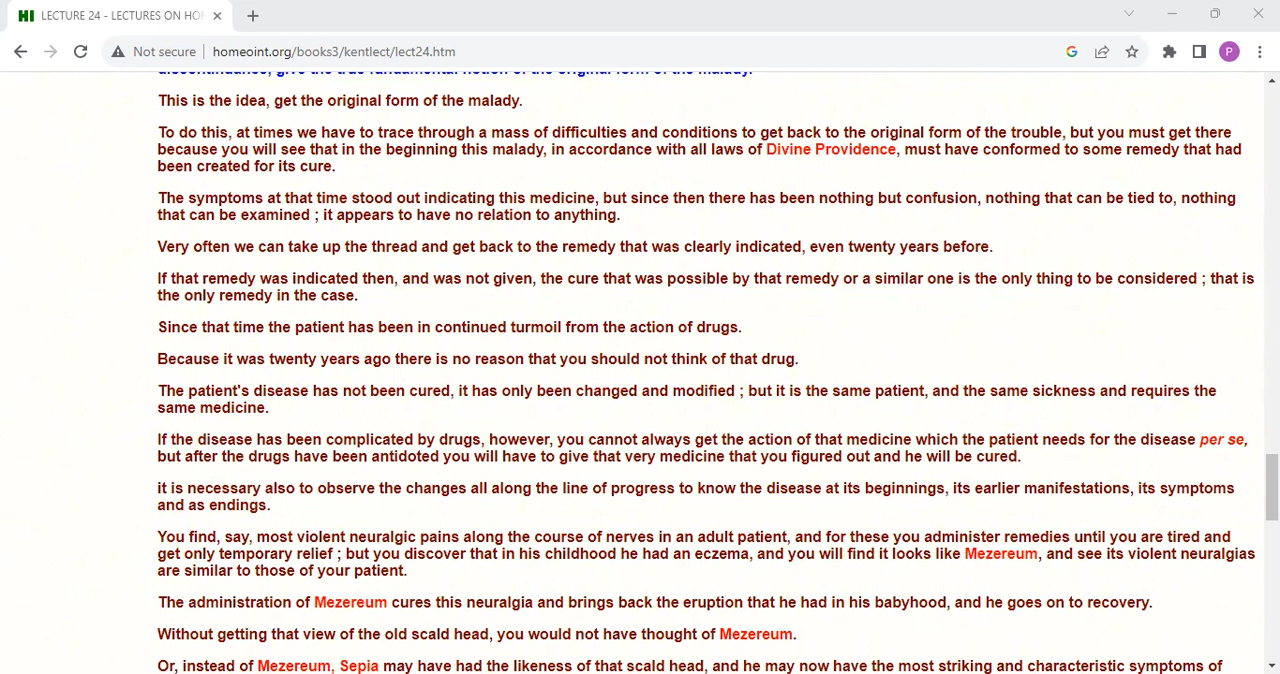 HI LECTURE 24 - LECTURES ON HO
Not secure homeoint.org/books3/kentlect/lect24.htm P
discontinuance, give the true fundamental notion of the original form of the malady.
This is the idea, get the original form of the malady.
To do this, at times we have to trace through a mass of difficulties and conditions to get back to the original form of the trouble, but you must get there
because you will see that in the beginning this malady, in accordance with all laws of Divine Providence, must have conformed to some remedy that had
been created for its cure.
The symptoms at that time stood out indicating this medicine, but since then there has been nothing but confusion, nothing that can be tied to, nothing
that can be examined ; it appears to have no relation to anything.
Very often we can take up the thread and get back to the remedy that was clearly indicated, even twenty years before.
If that remedy was indicated then, and was not given, the cure that was possible by that remedy or a similar one is the only thing to be considered ; that is
the only remedy in the case.
Since that time the patient has been in continued turmoil from the action of drugs.
Because it was twenty years ago there is no reason that you should not think of that drug.
The patient's disease has not been cured, it has only been changed and modified ; but it is the same patient, and the same sickness and requires the
same medicine.
If the disease has been complicated by drugs, however, you cannot always get the action of that medicine which the patient needs for the disease per se,
but after the drugs have been antidoted you will have to give that very medicine that you figured out and he will be cured.
it is necessary also to observe the changes all along the line of progress to know the disease at its beginnings, its earlier manifestations, its symptoms
and as endings.
You find, say, most violent neuralgic pains along the course of nerves in an adult patient, and for these you administer remedies until you are tired and
get only temporary relief ; but you discover that in his childhood he had an eczema, and you will find it looks like Mezereum, and see its violent neuralgias
are similar to those of your patient.
The administration of Mezereum cures this neuralgia and brings back the eruption that he had in his babyhood, and he goes on to recovery.
Without getting that view of the old scald head, you would not have thought of Mezereum.
Or, instead of Mezereum, Sepia may have had the likeness of that scald head, and he may now have the most striking and characteristic symptoms of